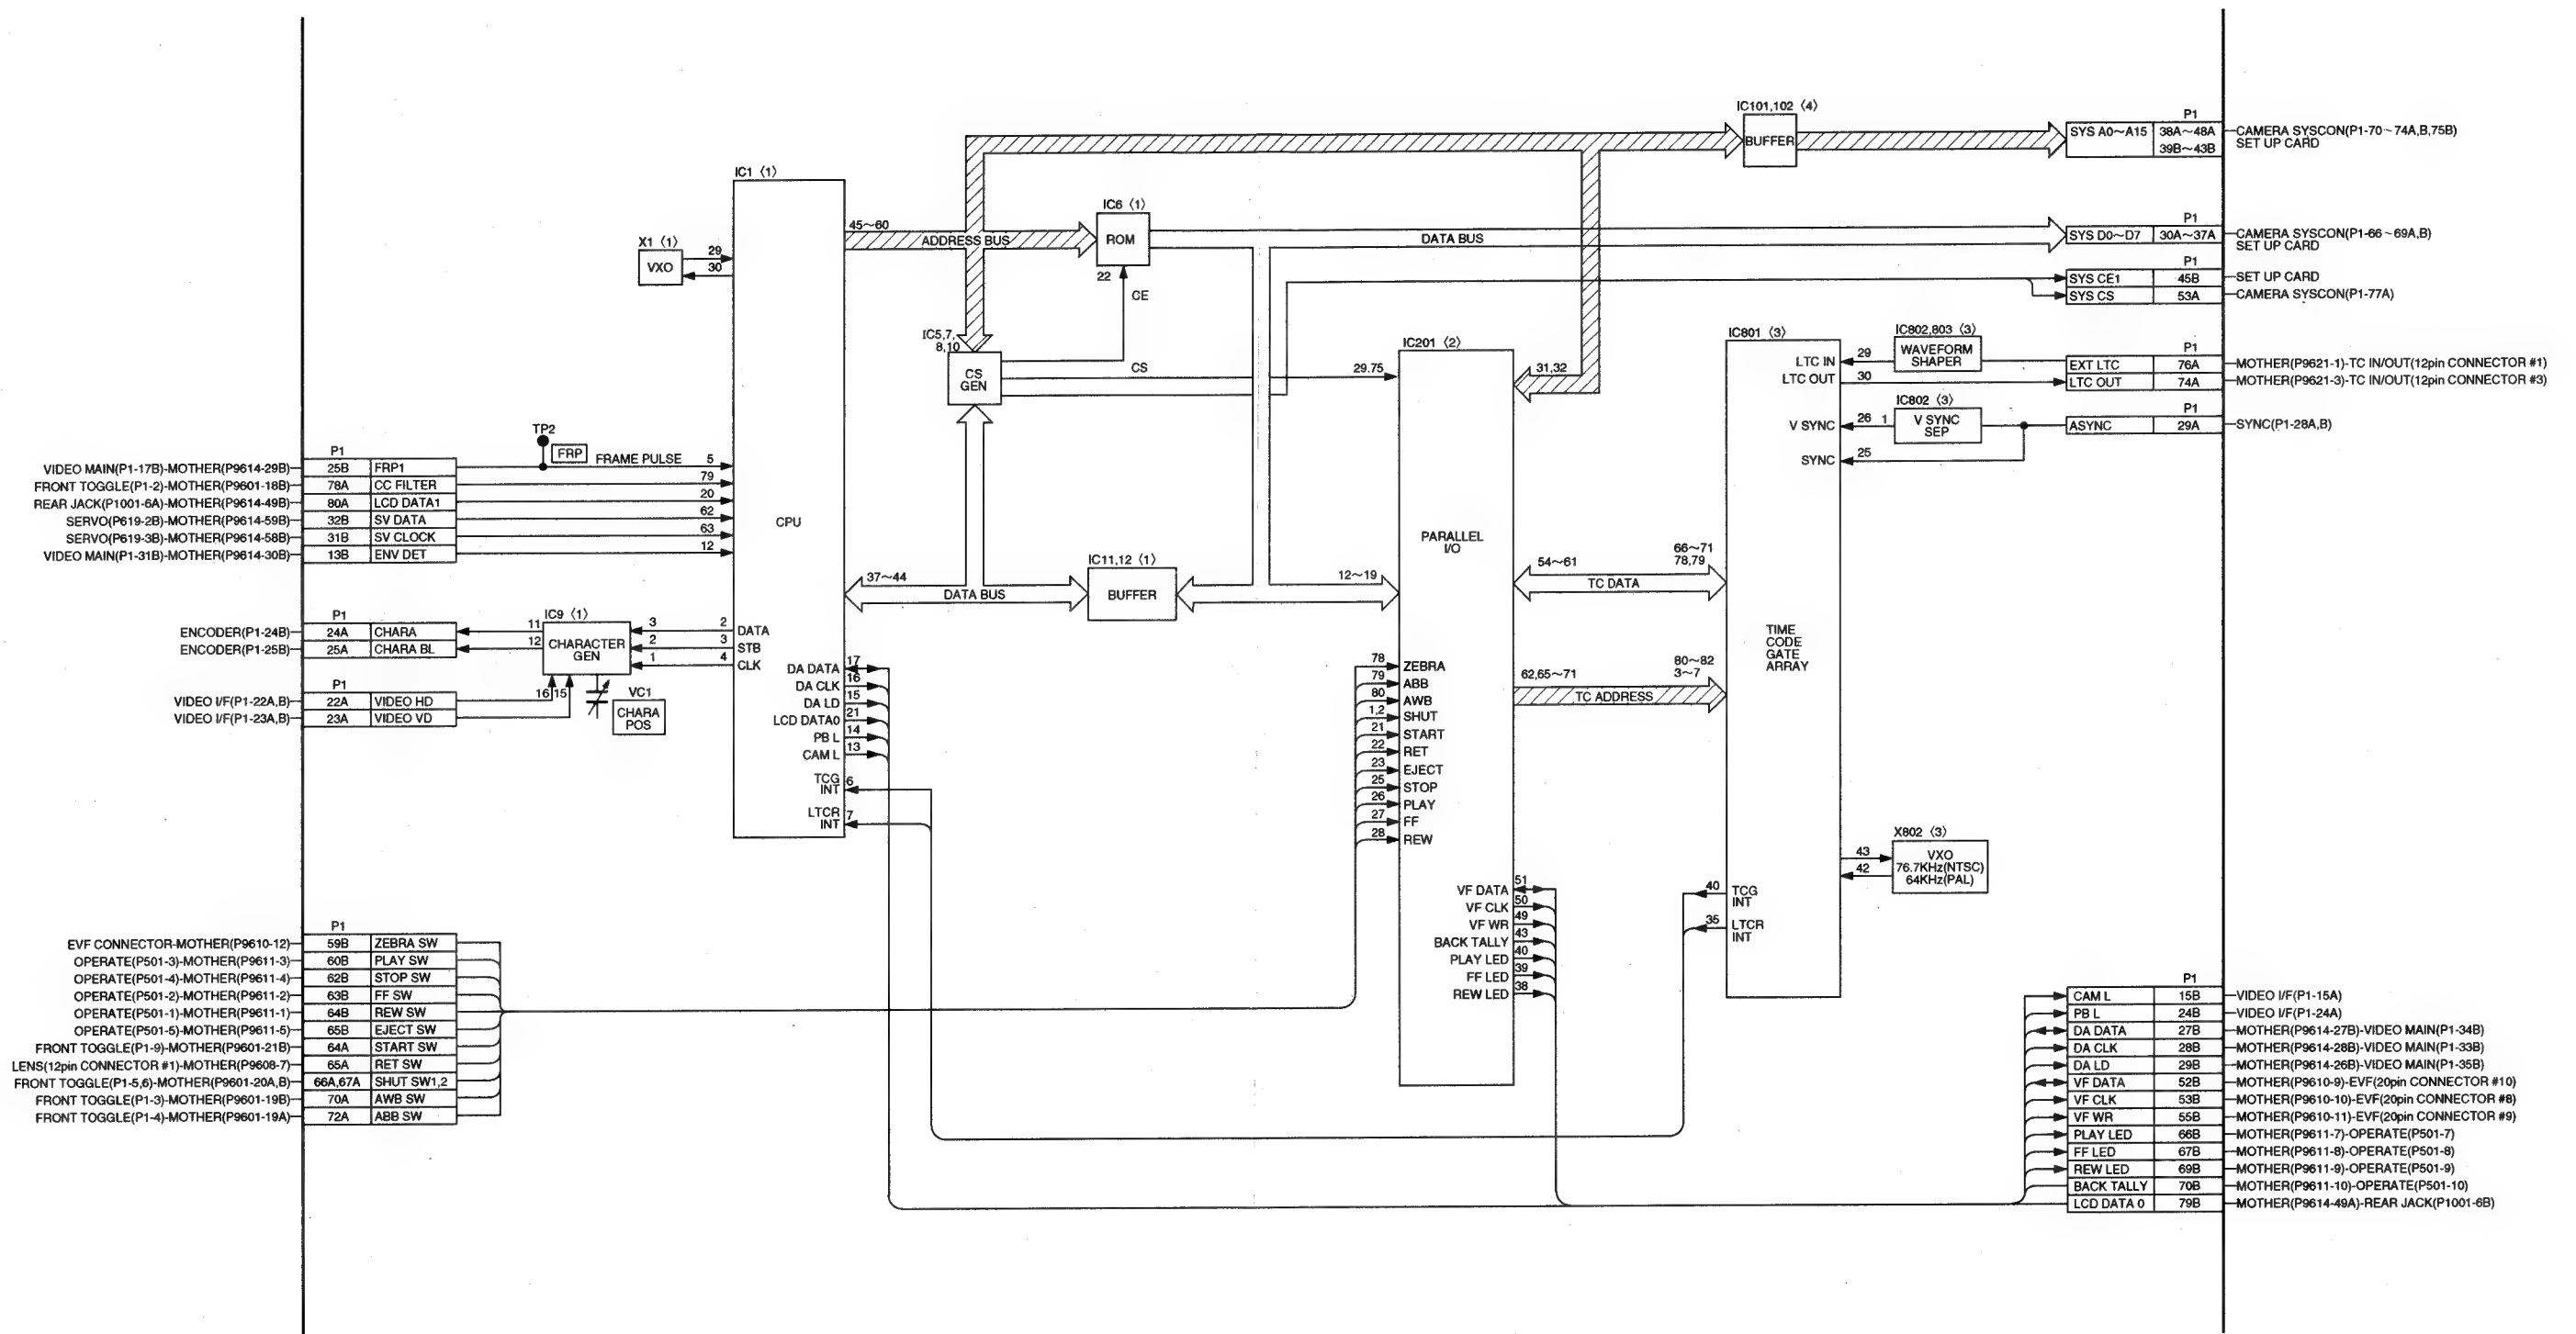 IC101,102 (4)
BUFFER
P1
SYS A0~A15 38A~48A
39B~43B
CAMERA SYSCON(P1-70~74A,B,75B)
SET UP CARD
IC1 (1)
CPU
45~60
ADDRESS BUS
IC6 (1)
ROM
22
CE
DATA BUS
P1
SYS D0~D7 30A~37A
CAMERA SYSCON(P1-66~69A,B)
SET UP CARD
X1 (1)
VXO
29
30
P1
SYS CE1 45B SET UP CARD
SYS CS 53A CAMERA SYSCON(P1-77A)
IC5,7,
8,10
CS
GEN
CS
29.75
IC201 (2)
31,32
PARALLEL
I/O
IC801 (3)
LTC IN 29
LTC OUT 30
IC802,803 (3)
WAVEFORM
SHAPER
P1
EXT LTC 76A MOTHER(P9621-1)-TC IN/OUT(12pin CONNECTOR #1)
LTC OUT 74A MOTHER(P9621-3)-TC IN/OUT(12pin CONNECTOR #3)
V SYNC 26 1
IC802 (3)
V SYNC
SEP
P1
ASYNC 29A SYNC(P1-28A,B)
SYNC 25
TP2
FRP
FRAME PULSE
P1
VIDEO MAIN(P1-17B)-MOTHER(P9614-29B) 25B FRP1 5
FRONT TOGGLE(P1-2)-MOTHER(P9601-18B) 78A CC FILTER 79
REAR JACK(P1001-6A)-MOTHER(P9614-49B) 80A LCD DATA1 20
SERVO(P619-2B)-MOTHER(P9614-59B) 32B SV DATA 62
SERVO(P619-3B)-MOTHER(P9614-58B) 31B SV CLOCK 63
VIDEO MAIN(P1-31B)-MOTHER(P9614-30B) 13B ENV DET 12
37~44
DATA BUS
IC11,12 (1)
BUFFER
12~19
54~61
TC DATA
66~71
78,79
62,65~71
TC ADDRESS
80~82
3~7
TIME
CODE
GATE
ARRAY
P1
ENCODER(P1-24B) 24A CHARA 11
ENCODER(P1-25B) 25A CHARA BL 12
IC9 (1)
CHARACTER
GEN
3 2 DATA
2 3 STB
1 4 CLK
P1
VIDEO I/F(P1-22A,B) 22A VIDEO HD 16
VIDEO I/F(P1-23A,B) 23A VIDEO VD 15
VC1
CHARA
POS
DA DATA 17
DA CLK 16
DA LD 15
LCD DATA0 21
PB L 14
CAM L 13
TCG
INT 6
LTCR
INT 7
78 ZEBRA
79 ABB
80 AWB
1,2 SHUT
21 START
22 RET
23 EJECT
25 STOP
26 PLAY
27 FF
28 REW
VF DATA 51
VF CLK 50
VF WR 49
BACK TALLY 43
PLAY LED 40
FF LED 39
REW LED 38
40 TCG
INT
35 LTCR
INT
X802 (3)
43
42
VXO
76.7KHz(NTSC)
64KHz(PAL)
P1
EVF CONNECTOR-MOTHER(P9610-12) 59B ZEBRA SW
OPERATE(P501-3)-MOTHER(P9611-3) 60B PLAY SW
OPERATE(P501-4)-MOTHER(P9611-4) 62B STOP SW
OPERATE(P501-2)-MOTHER(P9611-2) 63B FF SW
OPERATE(P501-1)-MOTHER(P9611-1) 64B REW SW
OPERATE(P501-5)-MOTHER(P9611-5) 65B EJECT SW
FRONT TOGGLE(P1-9)-MOTHER(P9601-21B) 64A START SW
LENS(12pin CONNECTOR #1)-MOTHER(P9608-7) 65A RET SW
FRONT TOGGLE(P1-5,6)-MOTHER(P9601-20A,B) 66A,67A SHUT SW1,2
FRONT TOGGLE(P1-3)-MOTHER(P9601-19B) 70A AWB SW
FRONT TOGGLE(P1-4)-MOTHER(P9601-19A) 72A ABB SW
P1
CAM L 15B VIDEO I/F(P1-15A)
PB L 24B VIDEO I/F(P1-24A)
DA DATA 27B MOTHER(P9614-27B)-VIDEO MAIN(P1-34B)
DA CLK 28B MOTHER(P9614-28B)-VIDEO MAIN(P1-33B)
DA LD 29B MOTHER(P9614-26B)-VIDEO MAIN(P1-35B)
VF DATA 52B MOTHER(P9610-9)-EVF(20pin CONNECTOR #10)
VF CLK 53B MOTHER(P9610-10)-EVF(20pin CONNECTOR #8)
VF WR 55B MOTHER(P9610-11)-EVF(20pin CONNECTOR #9)
PLAY LED 66B MOTHER(P9611-7)-OPERATE(P501-7)
FF LED 67B MOTHER(P9611-8)-OPERATE(P501-8)
REW LED 69B MOTHER(P9611-9)-OPERATE(P501-9)
BACK TALLY 70B MOTHER(P9611-10)-OPERATE(P501-10)
LCD DATA 0 79B MOTHER(P9614-49A)-REAR JACK(P1001-6B)